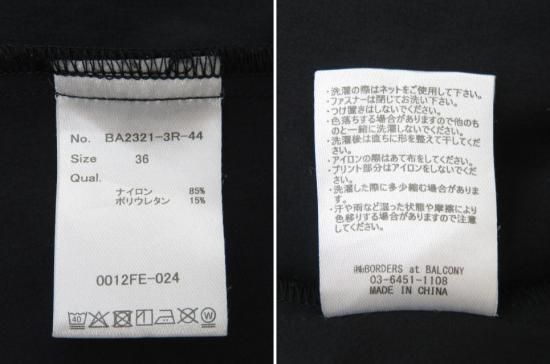 No. BA2321-3R-44
Size 36
Qual.
ナイロン 85%
ポリウレタン 15%
0012FE-024
40
W
・洗濯の際はネットをご使用して下さい。
・ファスナーは閉じてお洗い下さい。
・つけ置きはしないでください。
・色落ちする場合がありますので他のも
のと一緒に洗濯しないでください。
・洗濯後は直ちに形を整えて干してくだ
さい。
・アイロンの際はあて布をしてください。
・プリント部分はアイロンをしないでくだ
さい。
・洗濯した際に多少縮む場合がありま
す。
・汗や雨など湿った状態や摩擦により
色移りする場合がありますので注意
してください。
㈱BORDERS at BALCONY
03-6451-1108
MADE IN CHINA